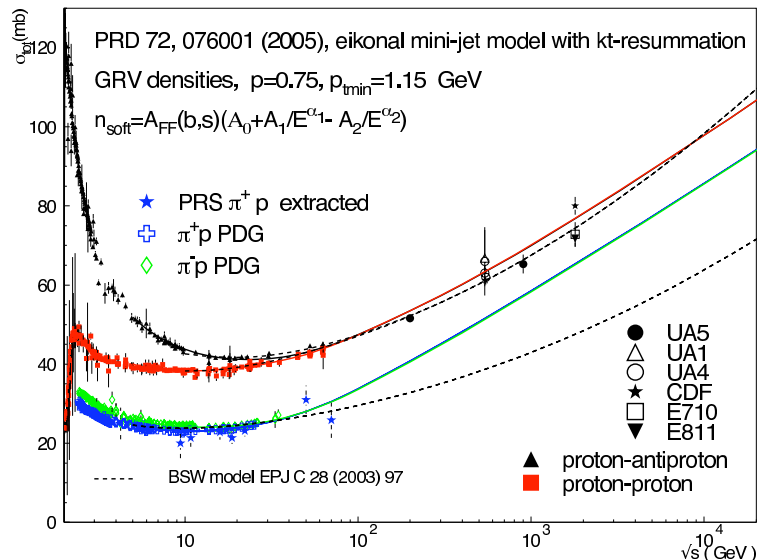 σtot(mb)
PRD 72, 076001 (2005), eikonal mini-jet model with kt-resummation
GRV densities, p=0.75, ptmin=1.15 GeV
nsoft=AFF(b,s)(A0+A1/E^α1- A2/E^α2)
PRS π+ p extracted
π+p PDG
π-p PDG
UA5
UA1
UA4
CDF
E710
E811
proton-antiproton
proton-proton
BSW model EPJ C 28 (2003) 97
120
100
80
60
40
20
0
10
10^2
10^3
10^4
√s ( GeV )